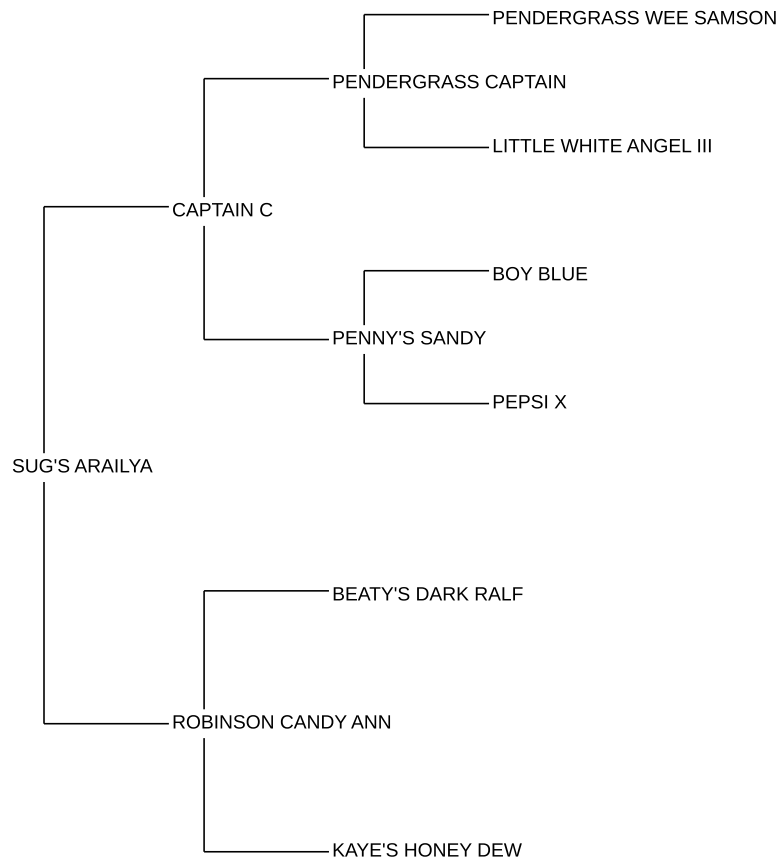 PENDERGRASS WEE SAMSON
PENDERGRASS CAPTAIN
LITTLE WHITE ANGEL III
CAPTAIN C
BOY BLUE
PENNY'S SANDY
PEPSI X
SUG'S ARAILYA
BEATY'S DARK RALF
ROBINSON CANDY ANN
KAYE'S HONEY DEW